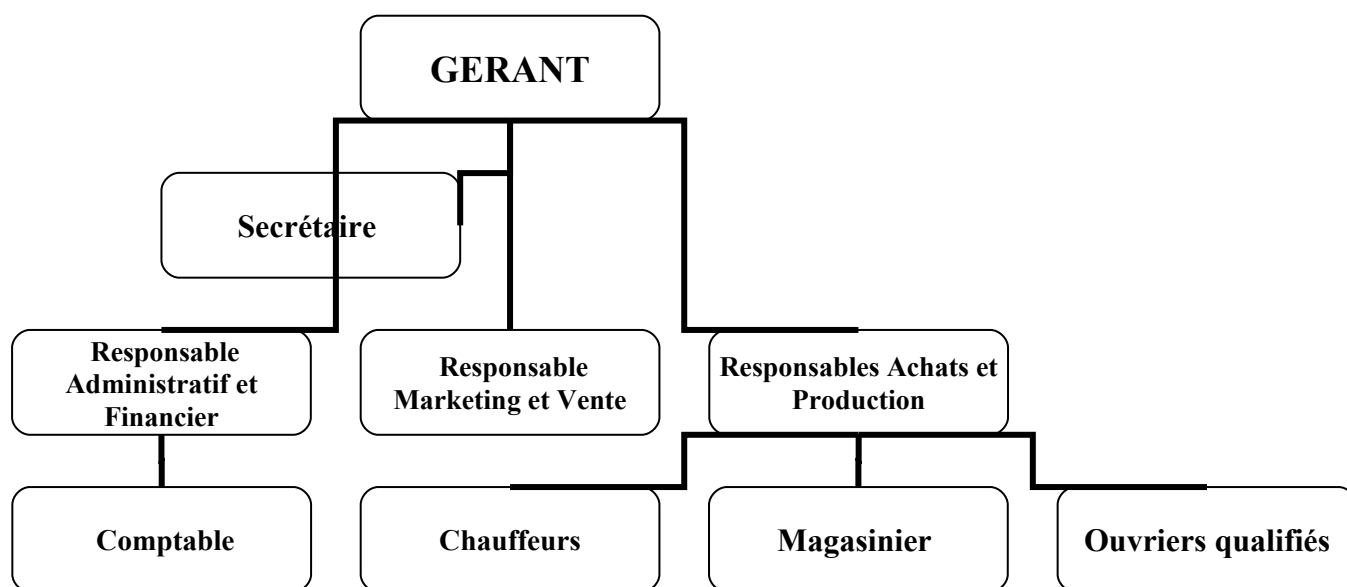 GERANT
Secrétaire
Responsable
Administratif et
Financier
Responsable
Marketing et Vente
Responsables Achats et
Production
Comptable
Chauffeurs
Magasinier
Ouvriers qualifiés